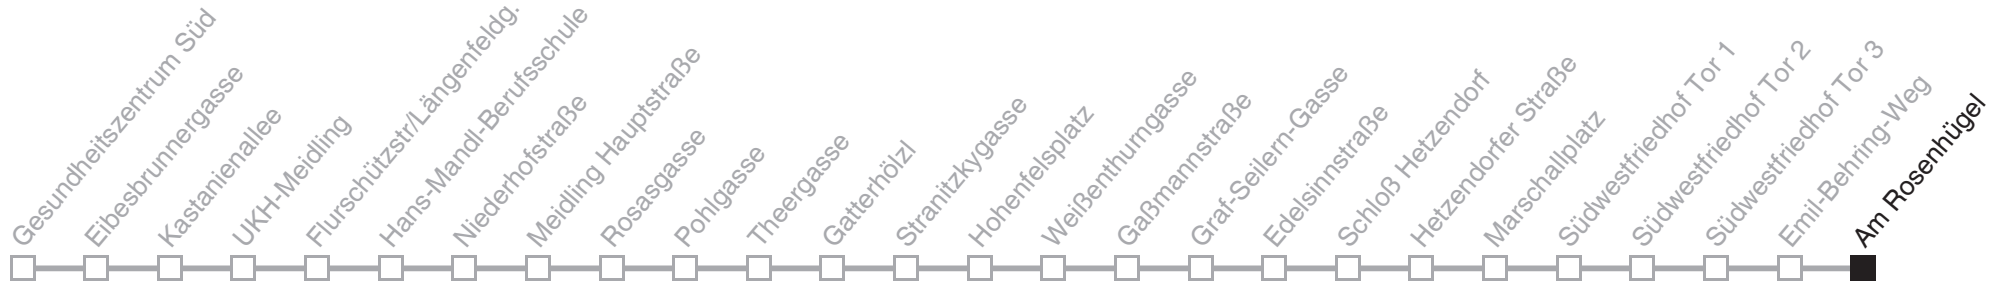 Gesundheitszentrum Süd
Eibesbrunnergasse
Kastanienallee
UKH-Meidling
Flurschützstr/Längenfeldg.
Hans-Mandl-Berufsschule
Niederhofstraße
Meidling Hauptstraße
Rosasgasse
Pohlgasse
Theergasse
Gatterhölzl
Stranitzkygasse
Hohenfelsplatz
Weißenthurngasse
Gaßmannstraße
Graf-Seilern-Gasse
Edelsinnstraße
Schloß Hetzendorf
Hetzendorfer Straße
Marschallplatz
Südwestfriedhof Tor 1
Südwestfriedhof Tor 2
Südwestfriedhof Tor 3
Emil-Behring-Weg
Am Rosenhügel